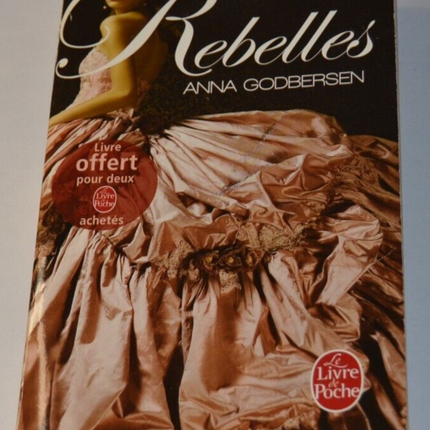 Rebelles
ANNA GODBERSEN
Livre
offert
pour deux
Le
Livre
de
Poche
achetés
Le
Livre
de
Poche